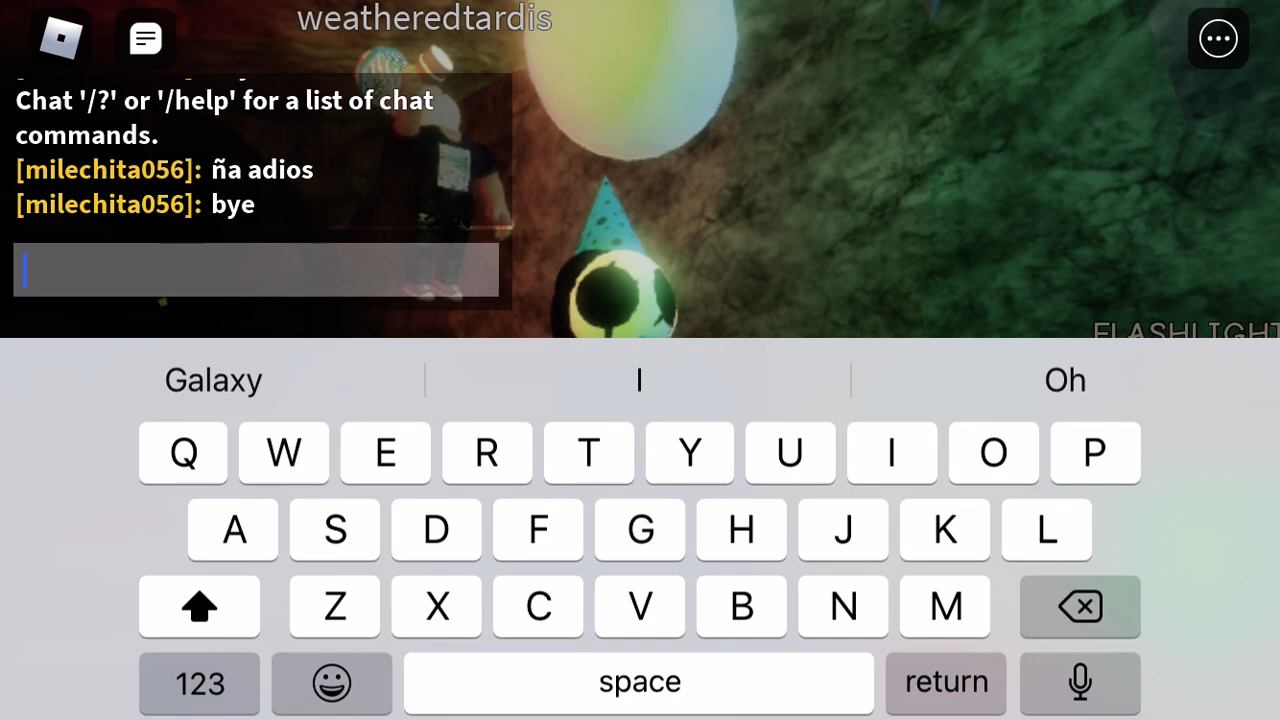 weatheredtardis
Chat '/?' or '/help' for a list of chat
commands.
[milechita056]: ña adios
[milechita056]: bye
FLASHLIGHT
Galaxy I Oh
Q W E R T Y U I O P
A S D F G H J K L
Z X C V B N M
123 space return